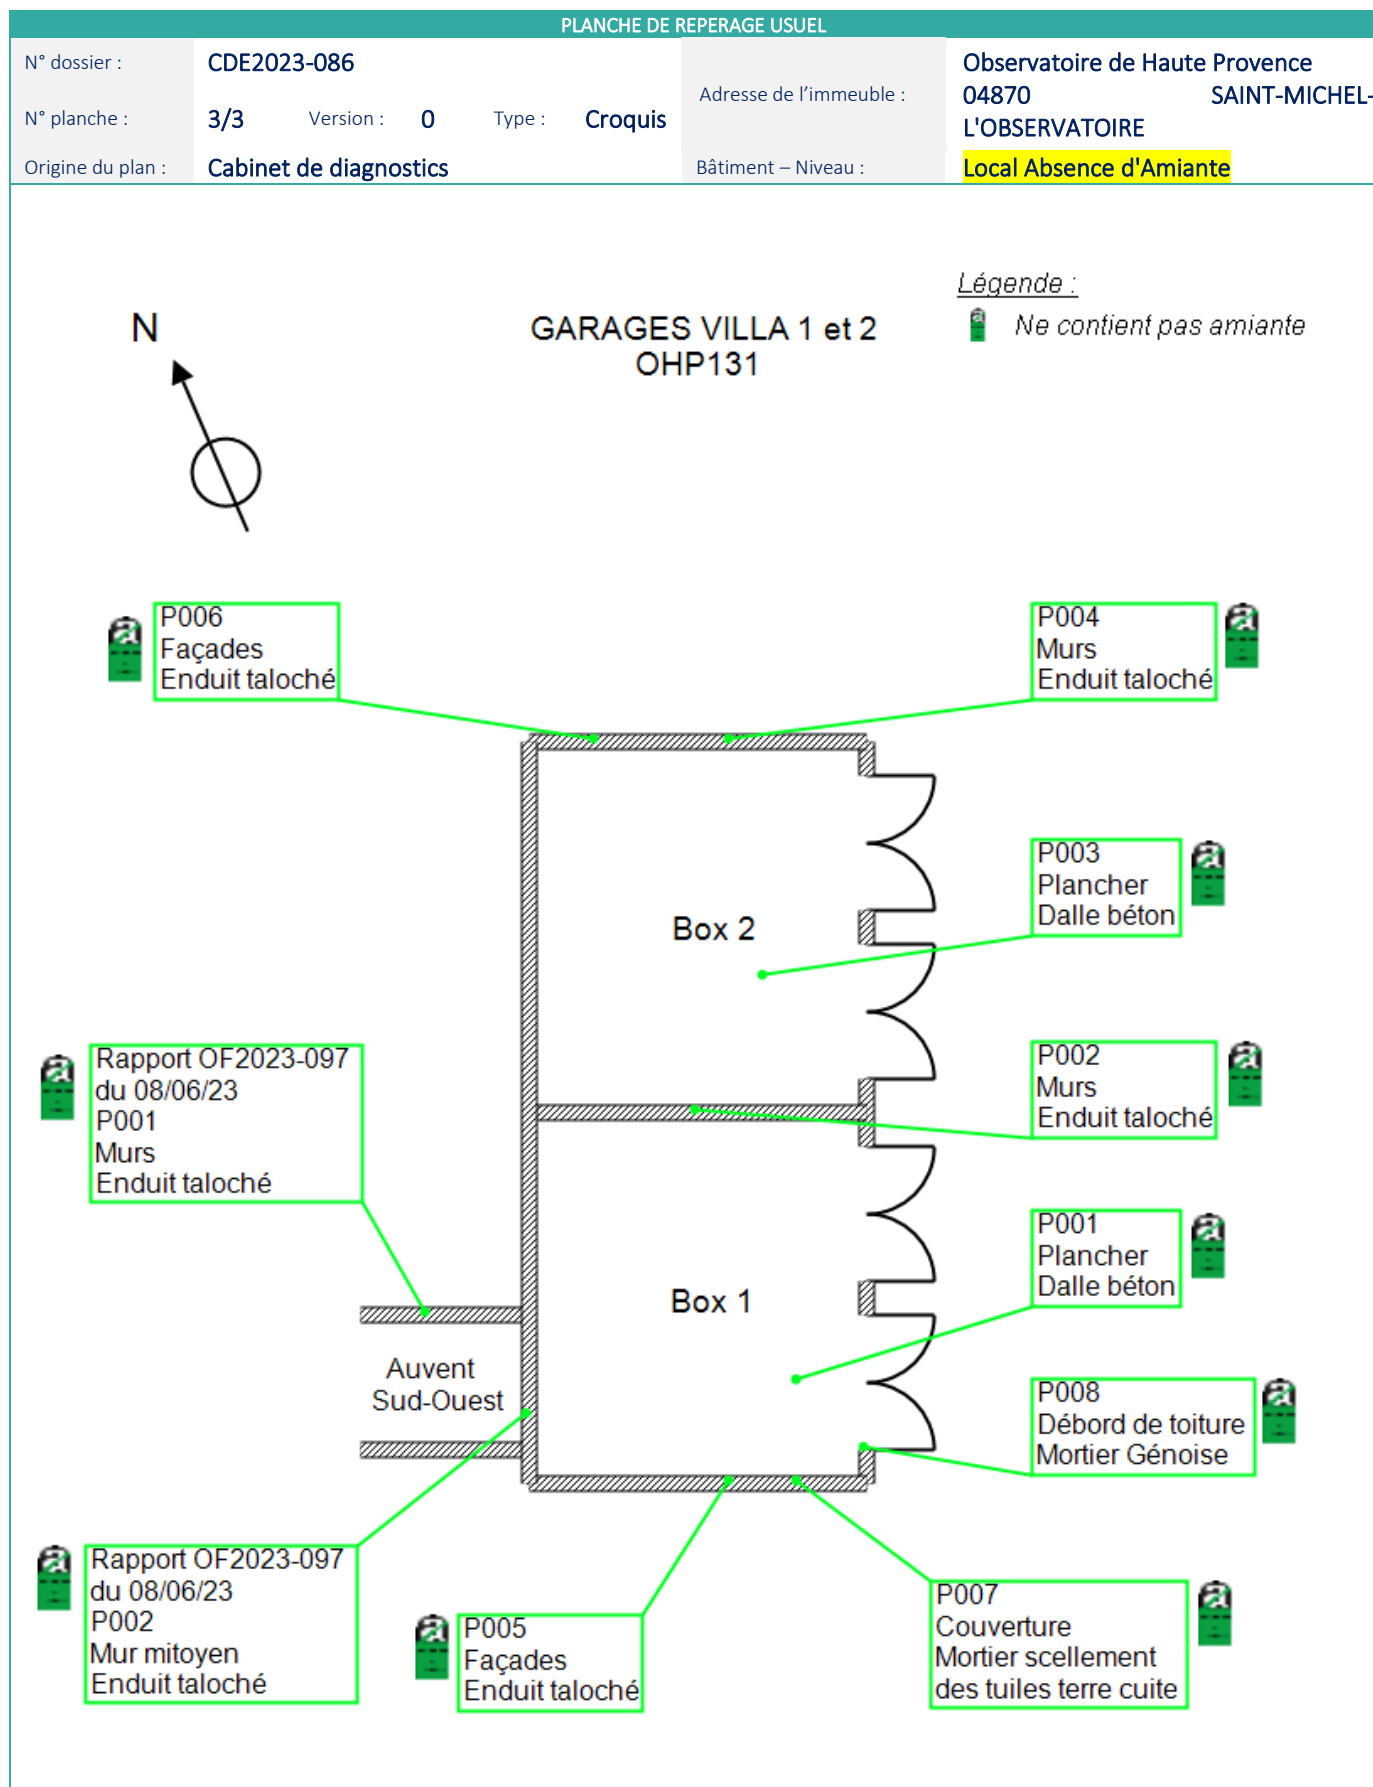 PLANCHE DE REPERAGE USUEL
N° dossier :
CDE2023-086
N° planche :
3/3
Version :
0
Type :
Croquis
Adresse de l'immeuble :
Observatoire de Haute Provence
04870 SAINT-MICHEL-
L'OBSERVATOIRE
Origine du plan :
Cabinet de diagnostics
Bâtiment – Niveau :
Local Absence d'Amiante
Légende :
Ne contient pas amiante
N
GARAGES VILLA 1 et 2
OHP131
P006
Façades
Enduit taloché
P004
Murs
Enduit taloché
P003
Plancher
Dalle béton
Box 2
Rapport OF2023-097
du 08/06/23
P001
Murs
Enduit taloché
P002
Murs
Enduit taloché
P001
Plancher
Dalle béton
Box 1
Auvent
Sud-Ouest
P008
Débord de toiture
Mortier Génoise
Rapport OF2023-097
du 08/06/23
P002
Mur mitoyen
Enduit taloché
P005
Façades
Enduit taloché
P007
Couverture
Mortier scellement
des tuiles terre cuite